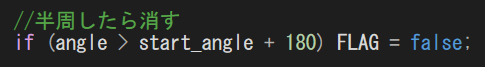 //半周したら消す
if (angle > start_angle + 180) FLAG = false;